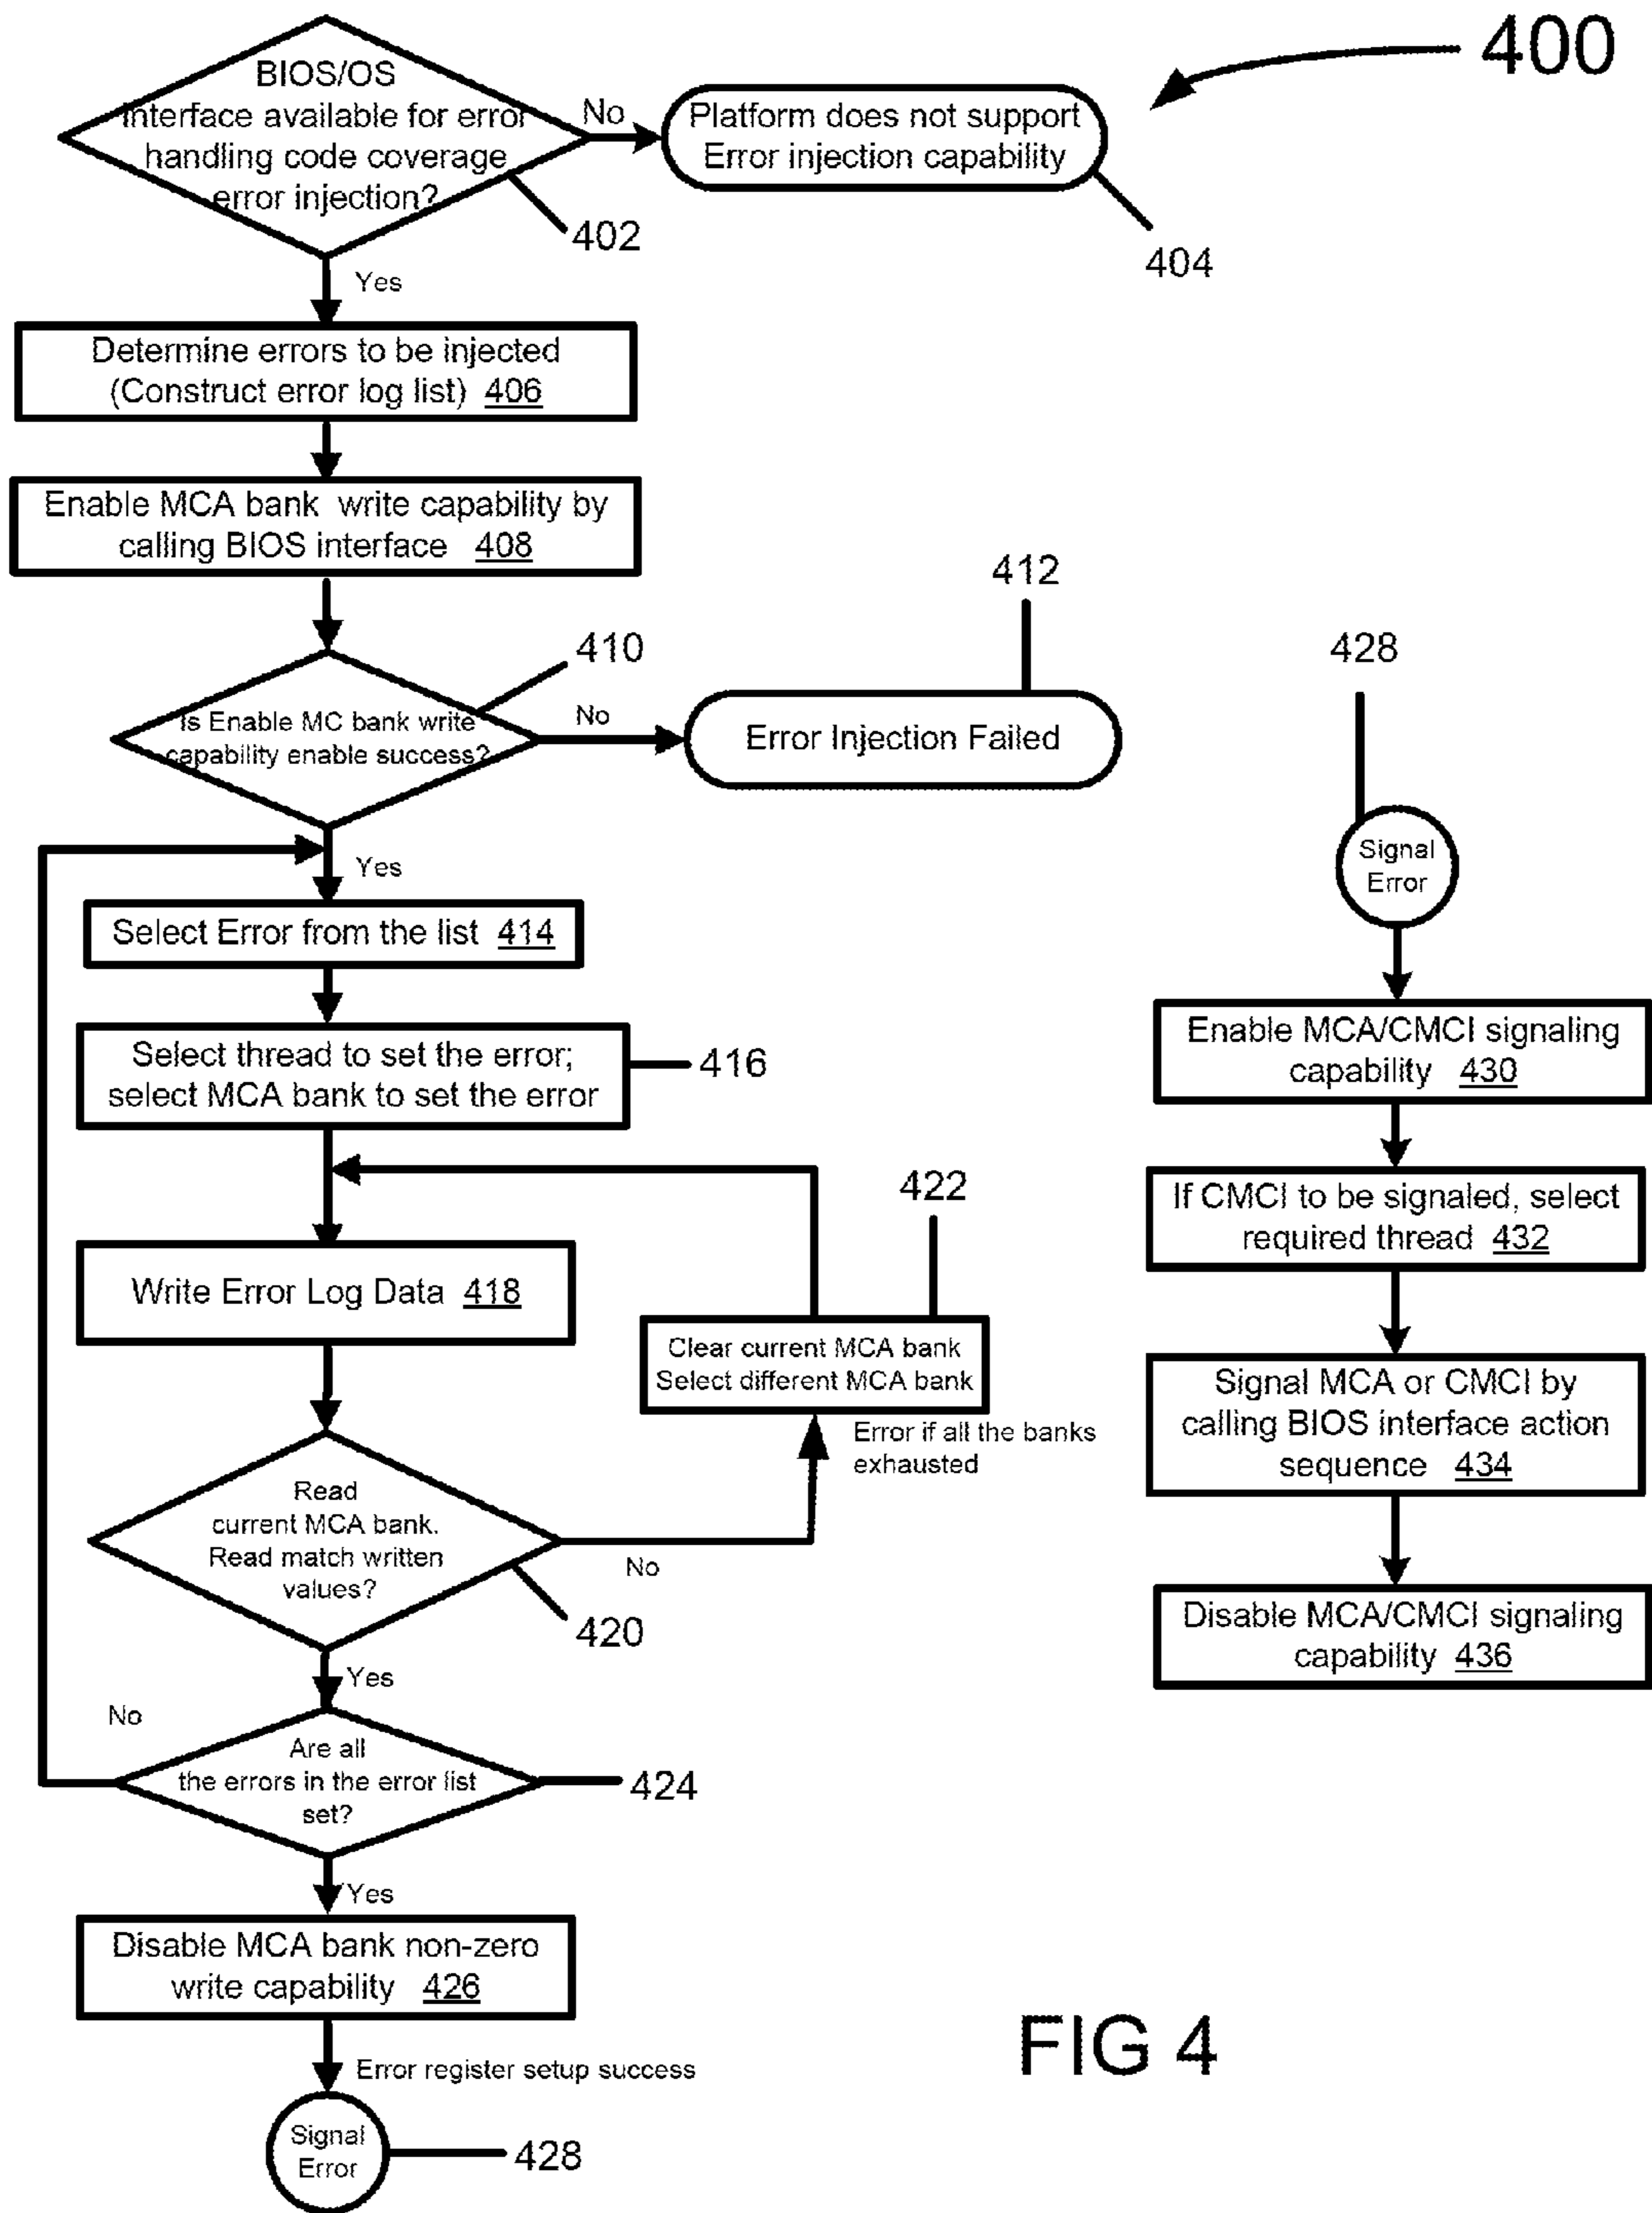 400
BIOS/OS
Interface available for error
handling code coverage
error injection?
No
Platform does not support
Error injection capability
402
404
Yes
Determine errors to be injected
(Construct error log list) 406
Enable MCA bank write capability by
calling BIOS interface 408
412
410
Is Enable MC bank write
capability enable success?
No
Error Injection Failed
Yes
Select Error from the list 414
Select thread to set the error;
select MCA bank to set the error
416
422
Write Error Log Data 418
Clear current MCA bank
Select different MCA bank
Error if all the banks
exhausted
Read
current MCA bank.
Read match written
values?
No
420
Yes
No
Are all
the errors in the error list
set?
424
Yes
Disable MCA bank non-zero
write capability 426
Error register setup success
Signal
Error
428
428
Signal
Error
Enable MCA/CMCI signaling
capability 430
If CMCI to be signaled, select
required thread 432
Signal MCA or CMCI by
calling BIOS interface action
sequence 434
Disable MCA/CMCI signaling
capability 436
FIG 4